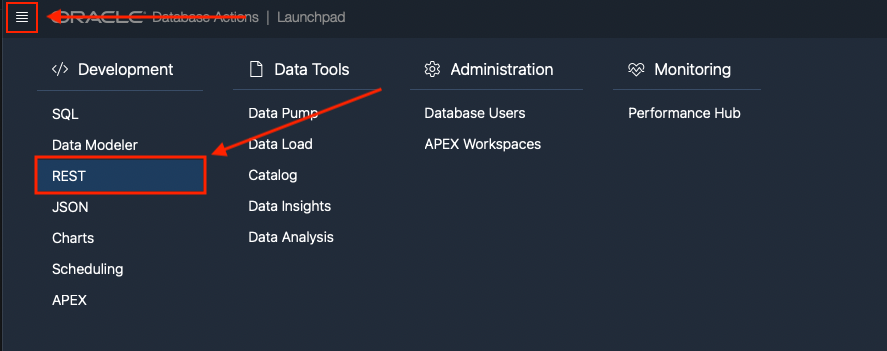 ORACLE Database Actions | Launchpad
Development
SQL
Data Modeler
REST
JSON
Charts
Scheduling
APEX
Data Tools
Data Pump
Data Load
Catalog
Data Insights
Data Analysis
Administration
Database Users
APEX Workspaces
Monitoring
Performance Hub